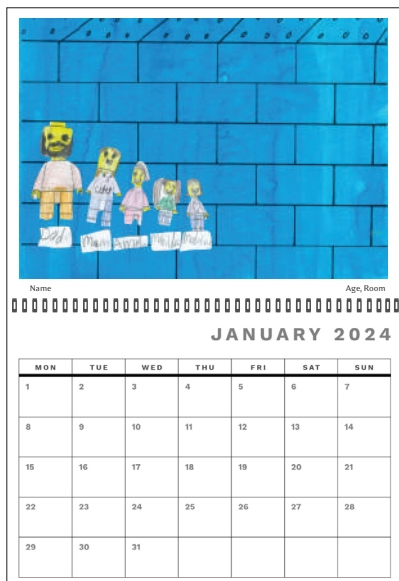 Dad
Name Age, Room
JANUARY 2024
MON TUE WED THU FRI SAT SUN
1 2 3 4 5 6 7
8 9 10 11 12 13 14
15 16 17 18 19 20 21
22 23 24 25 26 27 28
29 30 31